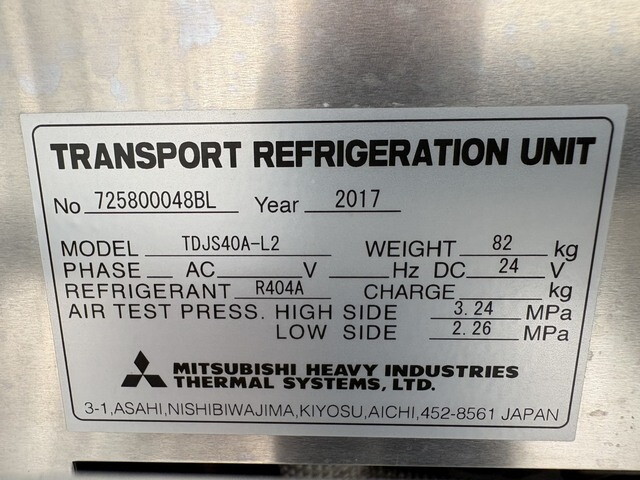 TRANSPORT REFRIGERATION UNIT
No 725800048BL Year 2017
MODEL TDJS40A-L2 WEIGHT 82 kg
PHASE AC V Hz DC 24 V
REFRIGERANT R404A CHARGE kg
AIR TEST PRESS. HIGH SIDE 3.24 MPa
LOW SIDE 2.26 MPa
MITSUBISHI HEAVY INDUSTRIES
THERMAL SYSTEMS, LTD.
3-1,ASAHI,NISHIBIWAJIMA,KIYOSU,AICHI,452-8561 JAPAN